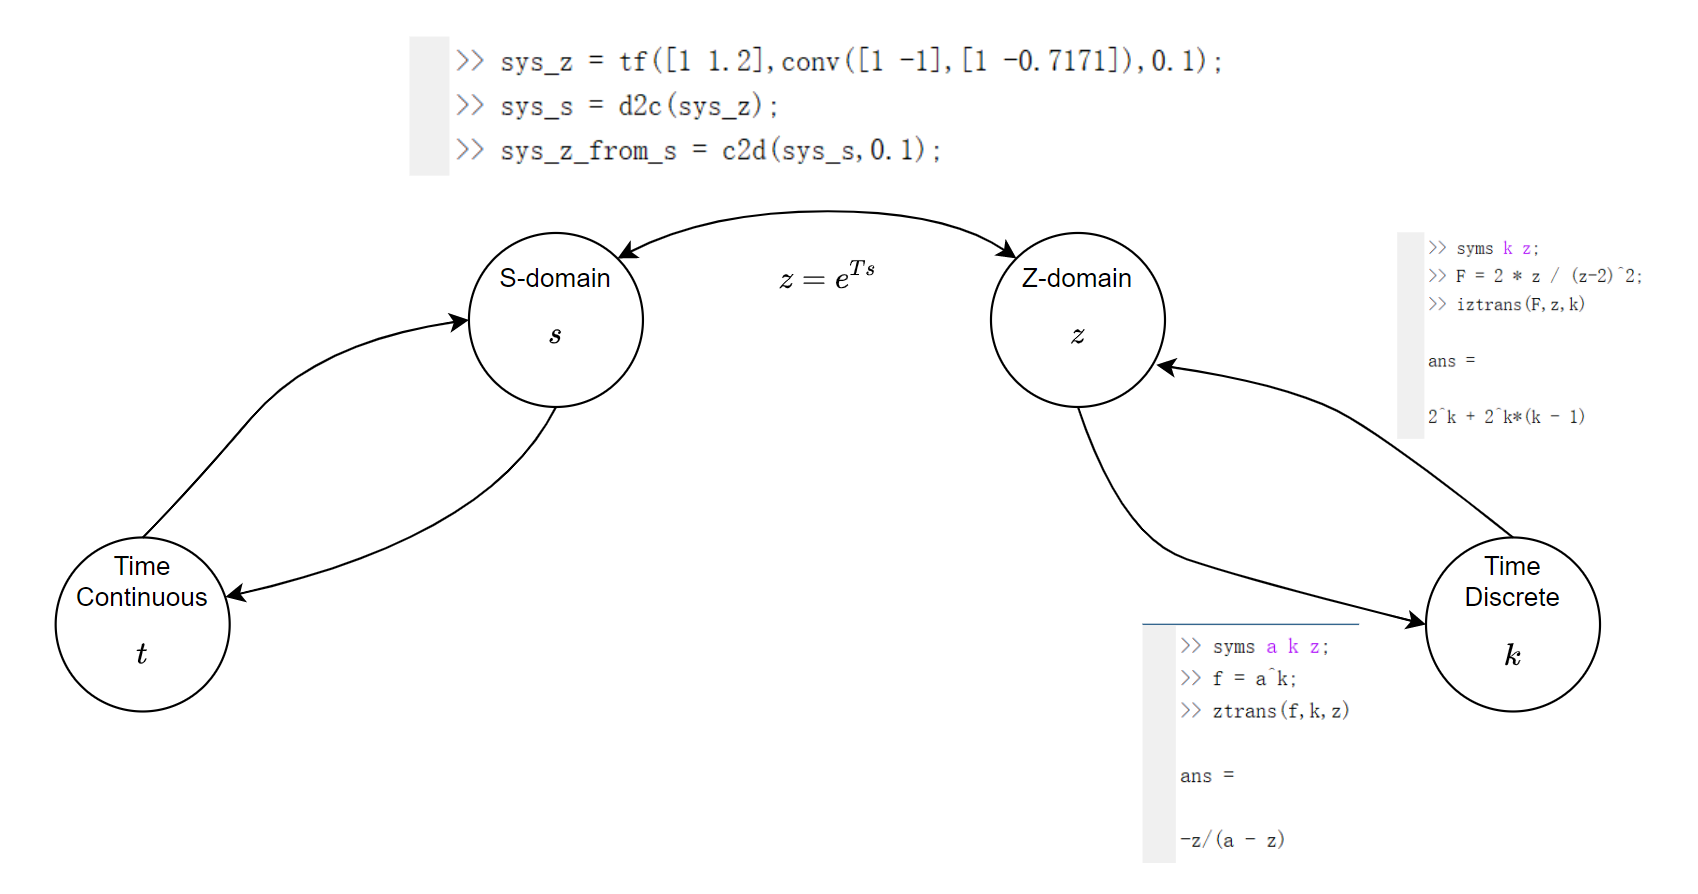 >> sys_z = tf([1 1.2],conv([1 -1],[1 -0.7171]),0.1);
>> sys_s = d2c(sys_z);
>> sys_z_from_s = c2d(sys_s,0.1);
S-domain
s
z = e^{Ts}
Z-domain
z
>> syms k z;
>> F = 2 * z / (z-2)^2;
>> iztrans(F,z,k)
ans =
2^k + 2^k*(k - 1)
Time
Continuous
t
Time
Discrete
k
>> syms a k z;
>> f = a^k;
>> ztrans(f,k,z)
ans =
-z/(a - z)